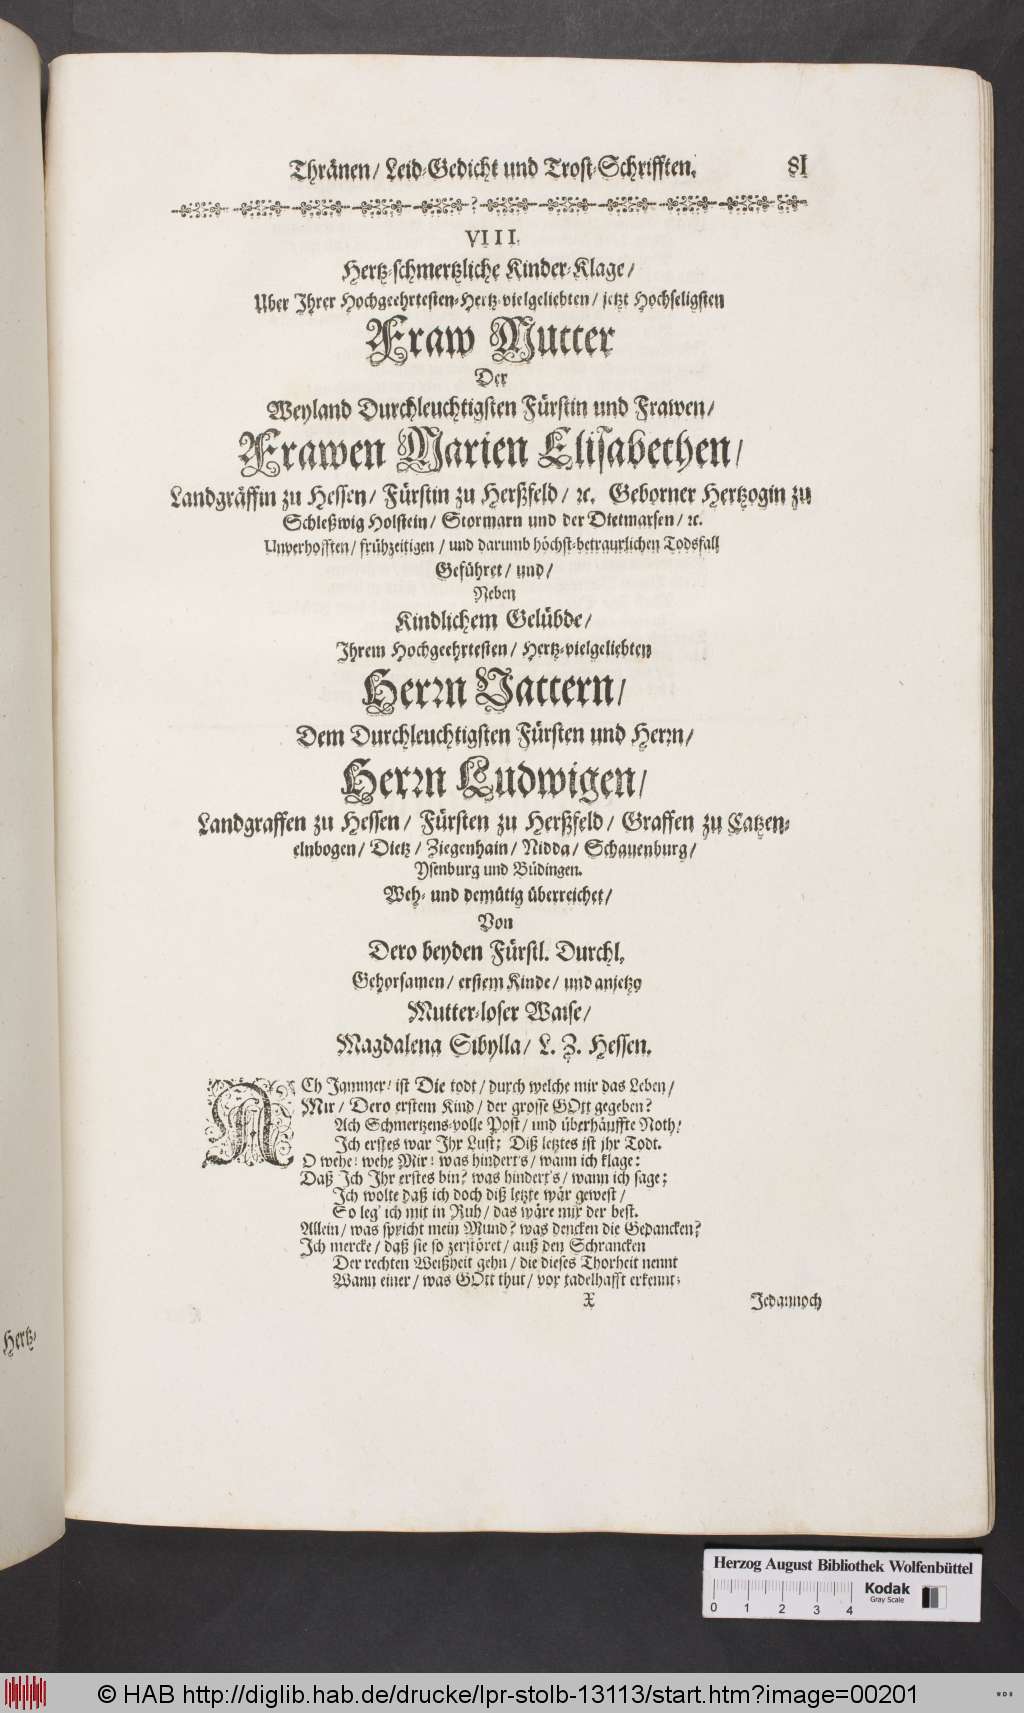 Thränen/ Leid-Gedicht und Trost-Schrifften. 81
VIII.
Hertz-schmertzliche Kinder-Klage/
Uber Ihrer Hochgeehrtesten-Hertz-vielgeliebten/ jetzt Hochseligsten
Fraw Mutter
Der
Weyland Durchleuchtigsten Fürstin und Frawen/
Frawen Marien Elisabethen/
Landgräffin zu Hessen/ Fürstin zu Herßfeld/ ꝛc. Geborner Hertzogin zu
Schleßwig Holstein/ Stormarn und der Dietmarsen/ ꝛc.
Unverhofften/ frühzeitigen/ und darumb höchst-betraurlichen Todsfall
Geführet/ und/
Neben
Kindlichem Gelübde/
Ihrem Hochgeehrtesten/ Hertz-vielgeliebten
Herrn Vattern/
Dem Durchleuchtigsten Fürsten und Herrn/
Herrn Ludwigen/
Landgraffen zu Hessen/ Fürsten zu Herßfeld/ Graffen zu Catzen-
elnbogen/ Dietz/ Ziegenhain/ Nidda/ Schauenburg/
Ysenburg und Büdingen.
Weh- und demütig überreichet/
Von
Dero beyden Fürstl. Durchl.
Gehorsamen/ erstem Kinde/ und anjetzo
Mutter-loser Waise/
Magdalena Sibylla/ L. Z. Hessen.
ACh Jammer! ist Die todt/ durch welche mir das Leben/
Mir/ Dero erstem Kind/ der grosse GOtt gegeben?
Ach Schmertzens-volle Post/ und überhäuffte Noth!
Ich erstes war Ihr Lust; Diß letztes ist ihr Todt.
O wehe! wehe Mir! was hindert's/ wann ich klage:
Daß Ich Ihr erstes bin? was hindert's/ wann ich sage;
Ich wolte daß ich doch diß letzte wär gewest/
So leg' ich mit in Ruh/ das wäre mir der best.
Allein/ was spricht mein Mund? was dencken die Gedancken?
Ich mercke/ daß sie so zerstöret/ auß den Schrancken
Der rechten Weißheit gehn/ die dieses Thorheit nennt
Wann einer/ was GOtt thut/ vor tadelhafft erkennt;
X Jedannoch
Hertz-
Herzog August Bibliothek Wolfenbüttel
0 1 2 3 4 Kodak
Gray Scale
© HAB http://diglib.hab.de/drucke/lpr-stolb-13113/start.htm?image=00201